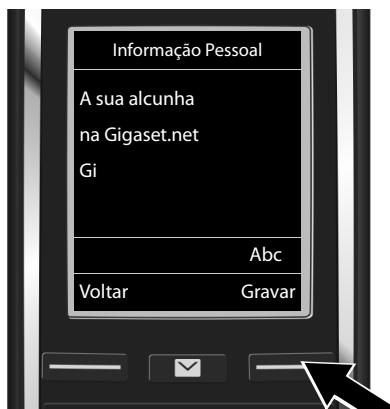 Informação Pessoal
A sua alcunha
na Gigaset.net
Gi
Abc
Voltar Gravar